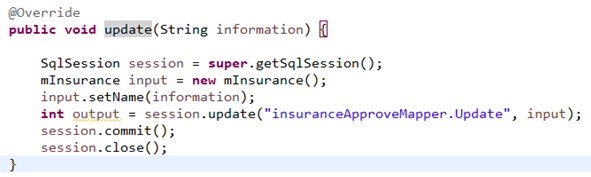 @Override
public void update(String information) {
SqlSession session = super.getSqlSession();
mInsurance input = new mInsurance();
input.setName(information);
int output = session.update("insuranceApproveMapper.Update", input);
session.commit();
session.close();
}